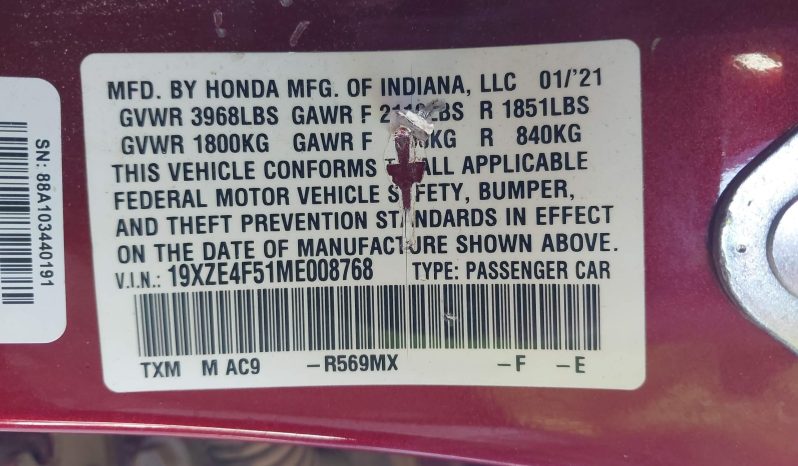 MFD. BY HONDA MFG. OF INDIANA, LLC 01/'21
GVWR 3968LBS GAWR F R 1851LBS
GVWR 1800KG GAWR F R 840KG
THIS VEHICLE CONFORMS ALL APPLICABLE
FEDERAL MOTOR VEHICLE SAFETY, BUMPER,
AND THEFT PREVENTION STANDARDS IN EFFECT
ON THE DATE OF MANUFACTURE SHOWN ABOVE.
V.I.N.: 19XZE4F51ME008768 TYPE: PASSENGER CAR
TXM M AC9 -R569MX -F -E
SN: 88A103440191